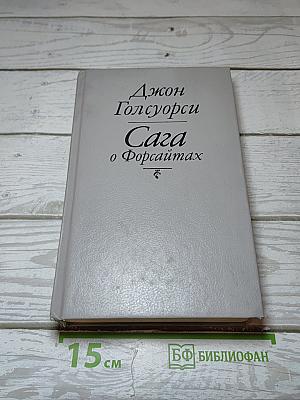 Джон
Голсуорси
Сага
о Форсайтах
15 см
БФ БИБЛИОФАН